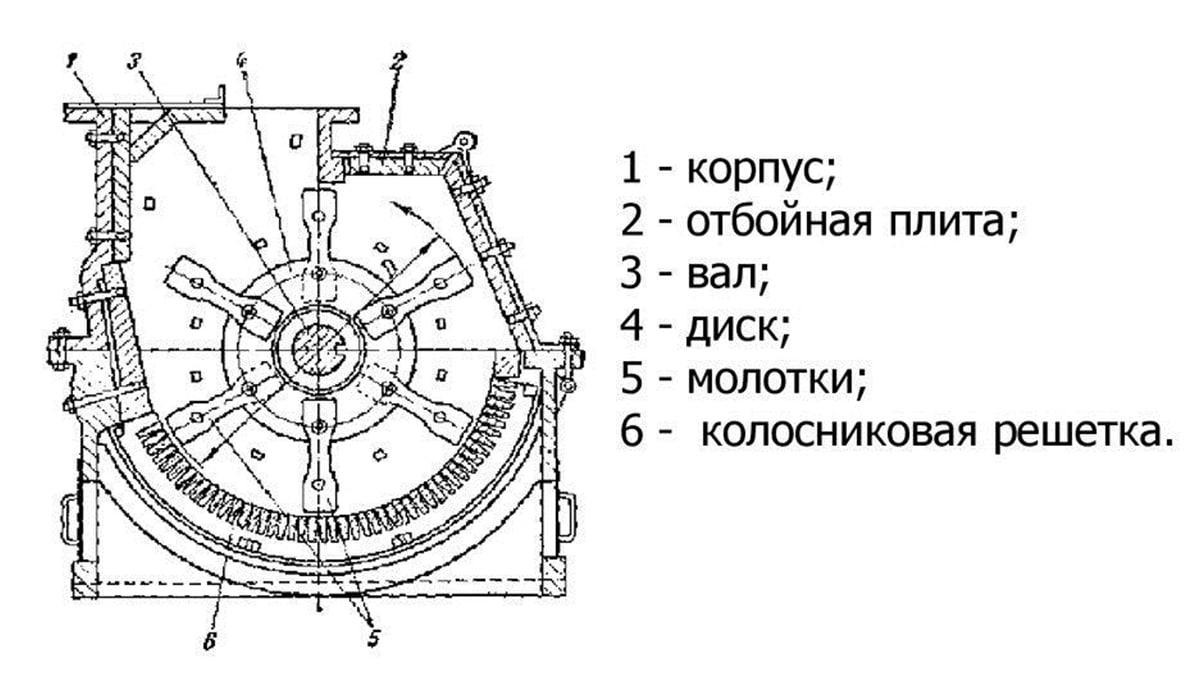 1 3 4 2
1 - корпус;
2 - отбойная плита;
3 - вал;
4 - диск;
5 - молотки;
6 - колосниковая решетка.
6 5